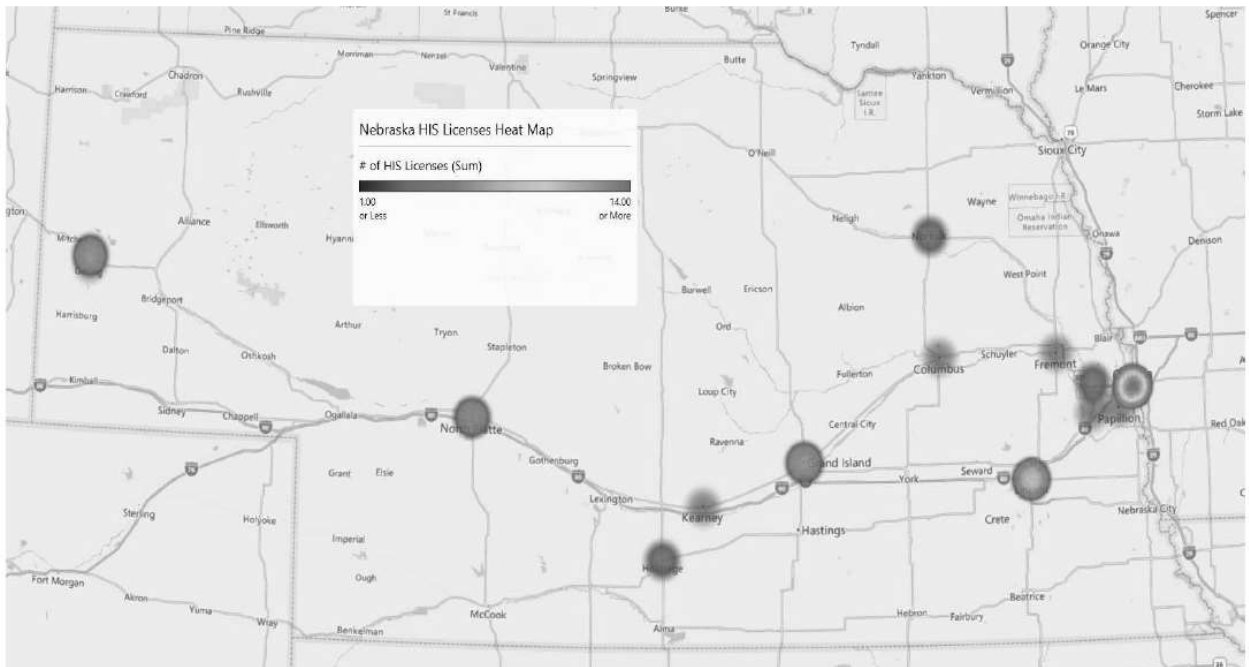 St Francis
Burke
Spencer
Pine Ridge
Tyndall
Orange City
Merriman
Nenzel
Valentine
Butte
Chadron
Springview
Yankton
Le Mars
Cherokee
Harrison
Crawford
Rushville
Vermillion
Santee
Sioux
I.R.
Storm Lake
Nebraska HIS Licenses Heat Map
O'Neill
Sioux City
# of HIS Licenses (Sum)
1.00
or Less
14.00
or More
Winnebago I.R.
Wayne
Omaha Indian
Reservation
Alliance
Ellsworth
Neligh
Onawa
Denison
West Point
Bridgeport
Burwell
Ericson
Albion
Harrisburg
Arthur
Tryon
Stapleton
Ord
Blair
Dalton
Oshkosh
Broken Bow
Fullerton
Columbus
Schuyler
Fremont
Kimball
Loup City
Sidney
Chappell
Ogallala
Central City
Papillion
Red Oak
Ravenna
Gothenburg
Grand Island
Seward
York
Grant
Elsie
Lexington
Kearney
Sterling
Holyoke
Hastings
Crete
Nebraska City
Imperial
Fort Morgan
Ough
Akron
Yuma
Wray
McCook
Beatrice
Hebron
Fairbury
Benkelman
Alma